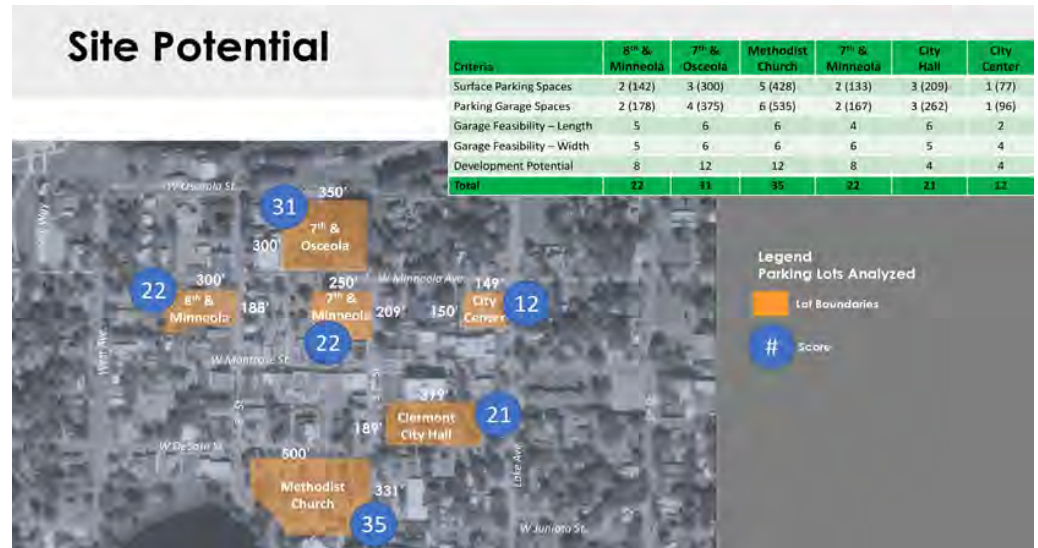 Site Potential
Criteria 8th & Minneola 7th & Osceola Methodist Church 7th & Minneola City Hall City Center
Surface Parking Spaces 2 (142) 3 (300) 5 (428) 2 (133) 3 (209) 1 (77)
Parking Garage Spaces 2 (178) 4 (375) 6 (535) 2 (167) 3 (262) 1 (96)
Garage Feasibility – Length 5 6 6 4 6 2
Garage Feasibility – Width 5 6 6 6 5 4
Development Potential 8 12 12 8 4 4
Total 22 31 35 22 21 12
W Osceola St.
350'
31
7th &
Osceola
300'
W Minneola Ave.
300'
250'
149'
22
8th &
Minneola
188'
7th &
Minneola
209'
150'
City
Center
12
22
W Montrose St.
West Ave.
399'
Clermont
City Hall
21
189'
W DeSoto St.
600'
Methodist
Church
331'
35
Lake Ave.
W Juniata St.
Legend
Parking Lots Analyzed
Lot Boundaries
# Score